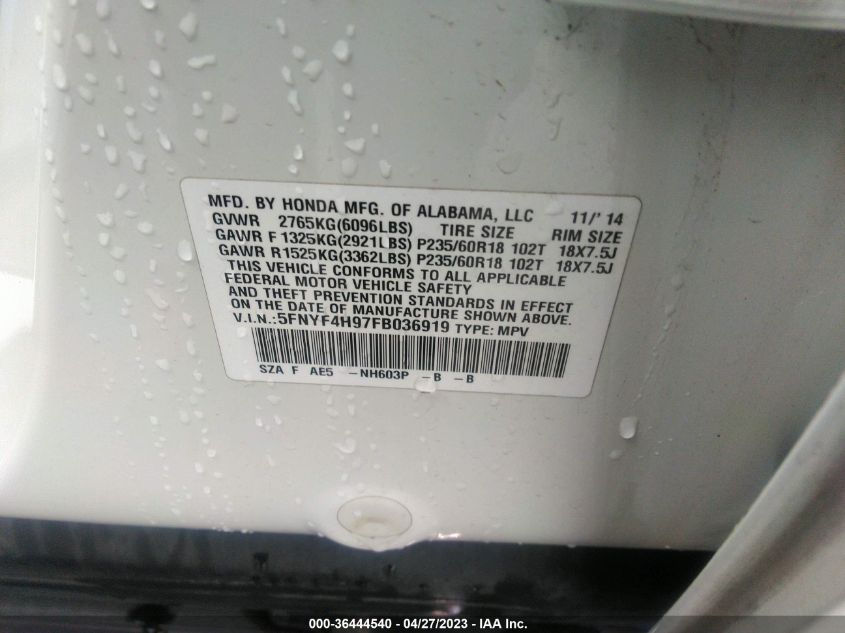 MFD. BY HONDA MFG. OF ALABAMA, LLC 11/'14
GVWR 2765KG(6096LBS) TIRE SIZE RIM SIZE
GAWR F 1325KG(2921LBS) P235/60R18 102T 18X7.5J
GAWR R1525KG(3362LBS) P235/60R18 102T 18X7.5J
THIS VEHICLE CONFORMS TO ALL APPLICABLE
FEDERAL MOTOR VEHICLE SAFETY
AND THEFT PREVENTION STANDARDS IN EFFECT
ON THE DATE OF MANUFACTURE SHOWN ABOVE.
V.I.N.:5FNYF4H97FB036919 TYPE: MPV
SZA F AE5 -NH603P -B -B
000-36444540 - 04/27/2023 - IAA Inc.